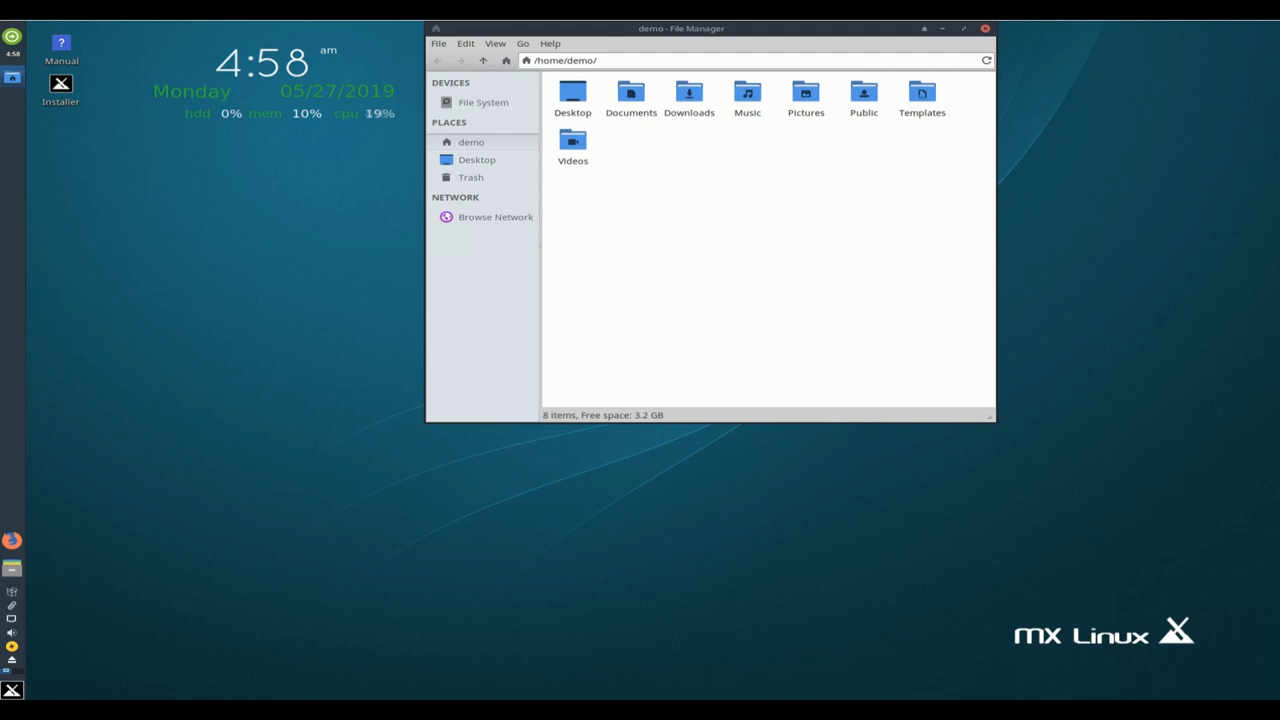 4:58
?
Manual
Installer
4:58 am
Monday 05/27/2019
hdd 0% mem 10% cpu 19%
demo - File Manager
File Edit View Go Help
/home/demo/
DEVICES
File System
PLACES
demo
Desktop
Trash
NETWORK
Browse Network
Desktop Documents Downloads Music Pictures Public Templates
Videos
8 items, Free space: 3.2 GB
mx Linux